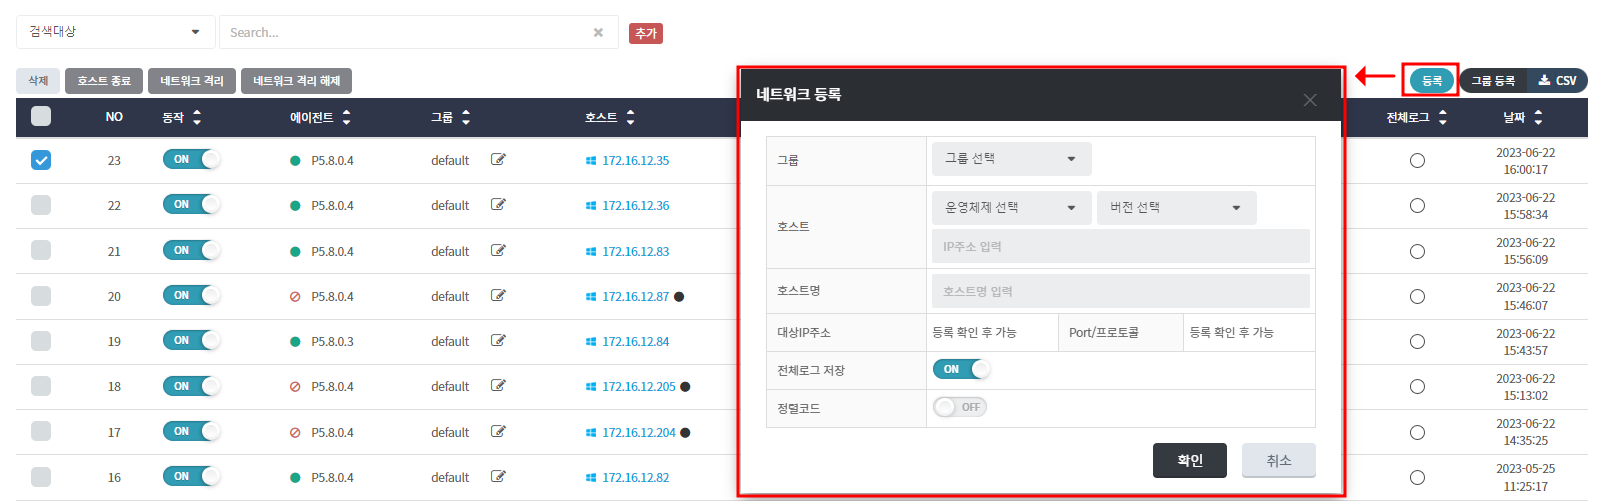 검색대상 Search... 추가
삭제 호스트 종료 네트워크 격리 네트워크 격리 해제 등록 그룹 등록 CSV
NO 동작 에이전트 그룹 호스트 전체로그 날짜
23 ON P5.8.0.4 default 172.16.12.35 2023-06-22
16:00:17
22 ON P5.8.0.4 default 172.16.12.36 2023-06-22
15:58:34
21 ON P5.8.0.4 default 172.16.12.83 2023-06-22
15:56:09
20 ON P5.8.0.4 default 172.16.12.87 2023-06-22
15:46:07
19 ON P5.8.0.3 default 172.16.12.84 2023-06-22
15:43:57
18 ON P5.8.0.4 default 172.16.12.205 2023-06-22
15:13:02
17 ON P5.8.0.4 default 172.16.12.204 2023-06-22
14:35:25
16 ON P5.8.0.4 default 172.16.12.82 2023-05-25
11:25:17
네트워크 등록
그룹 그룹 선택
호스트 운영체제 선택 버전 선택
IP주소 입력
호스트명 호스트명 입력
대상IP주소 등록 확인 후 가능 Port/프로토콜 등록 확인 후 가능
전체로그 저장 ON
정렬코드 OFF
확인 취소